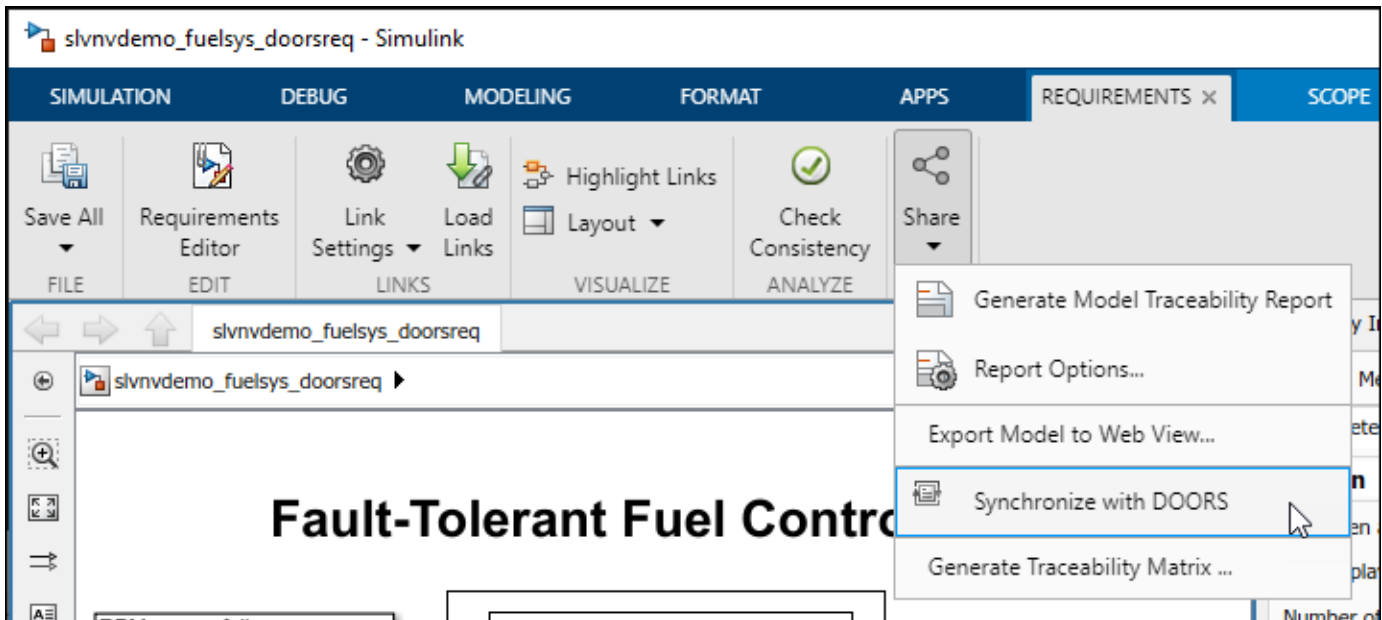 slvnvdemo_fuelsys_doorsreq - Simulink
SIMULATION DEBUG MODELING FORMAT APPS REQUIREMENTS × SCOPE
Save All
Requirements
Editor
Link
Settings
Load
Links
Highlight Links
Layout
Check
Consistency
Share
FILE EDIT LINKS VISUALIZE ANALYZE
Generate Model Traceability Report
Report Options...
Export Model to Web View...
Synchronize with DOORS
Generate Traceability Matrix ...
slvnvdemo_fuelsys_doorsreq
slvnvdemo_fuelsys_doorsreq
Fault-Tolerant Fuel Contro
Number of